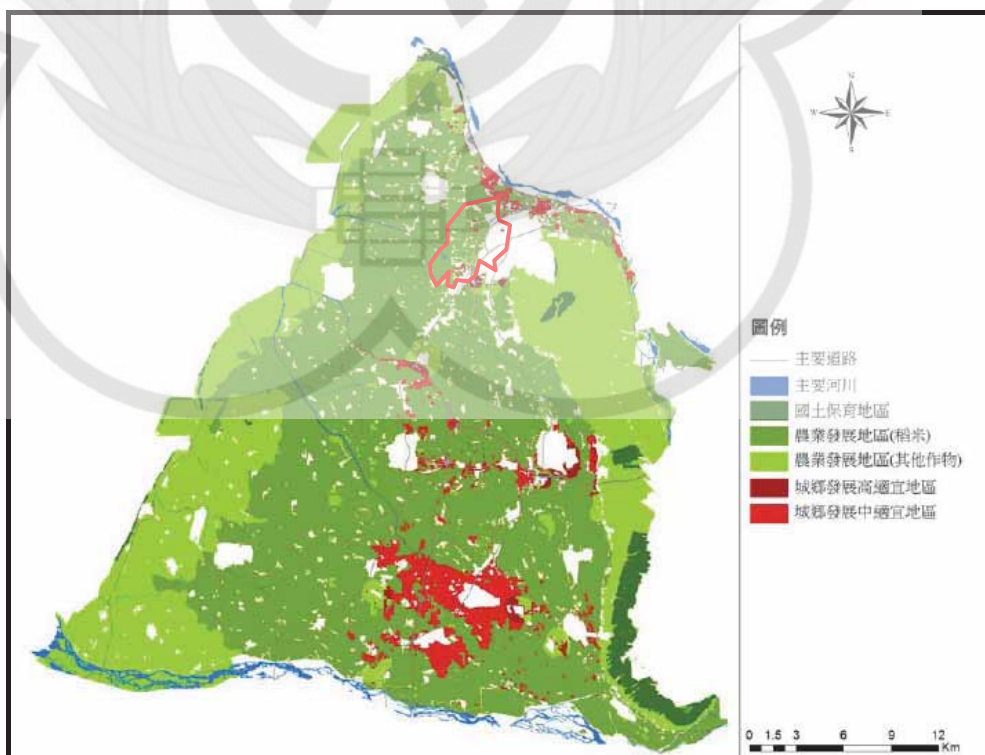 N
W
E
S
圖例
主要道路
主要河川
國土保育地區
農業發展地區(稻米)
農業發展地區(其他作物)
城鄉發展高適宜地區
城鄉發展中適宜地區
0 1.5 3 6 9 12
Km